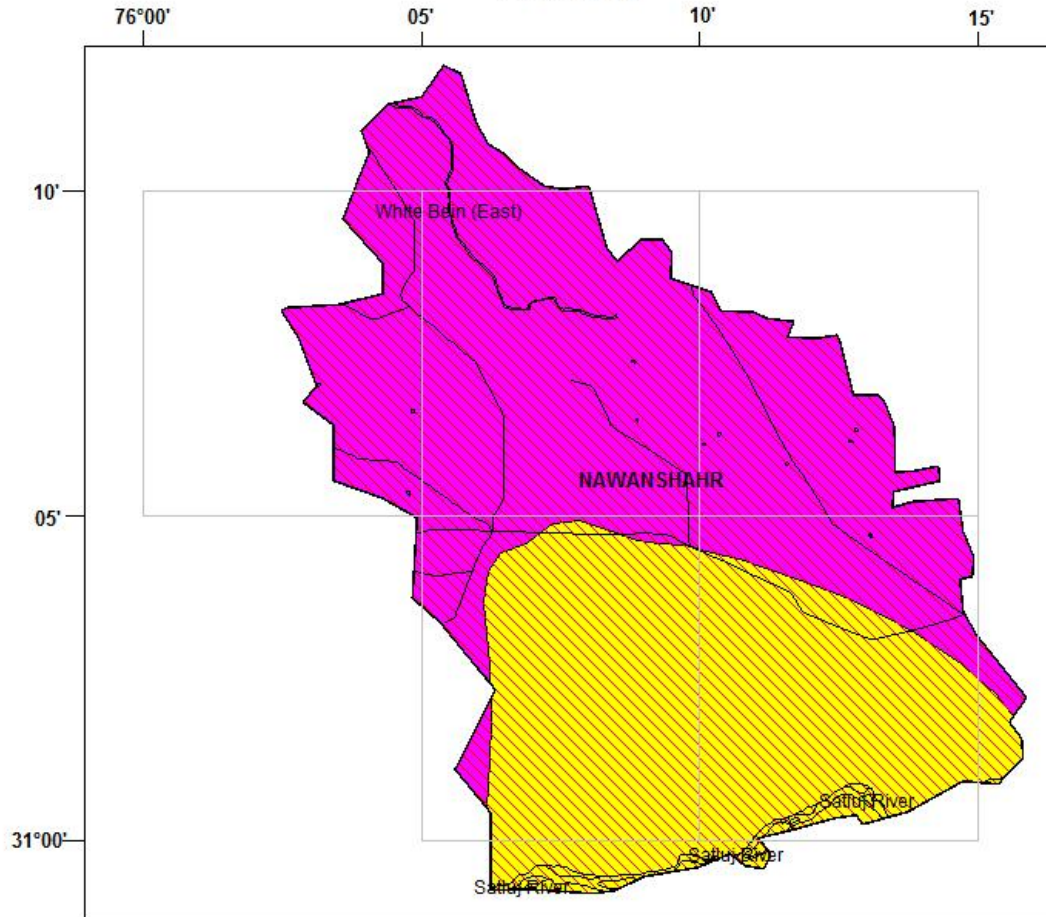 76°00'
05'
10'
15'
10'
White Bein (East)
NAWANSHAHR
05'
Satluj River
31°00'
Satluj River
Satluj River